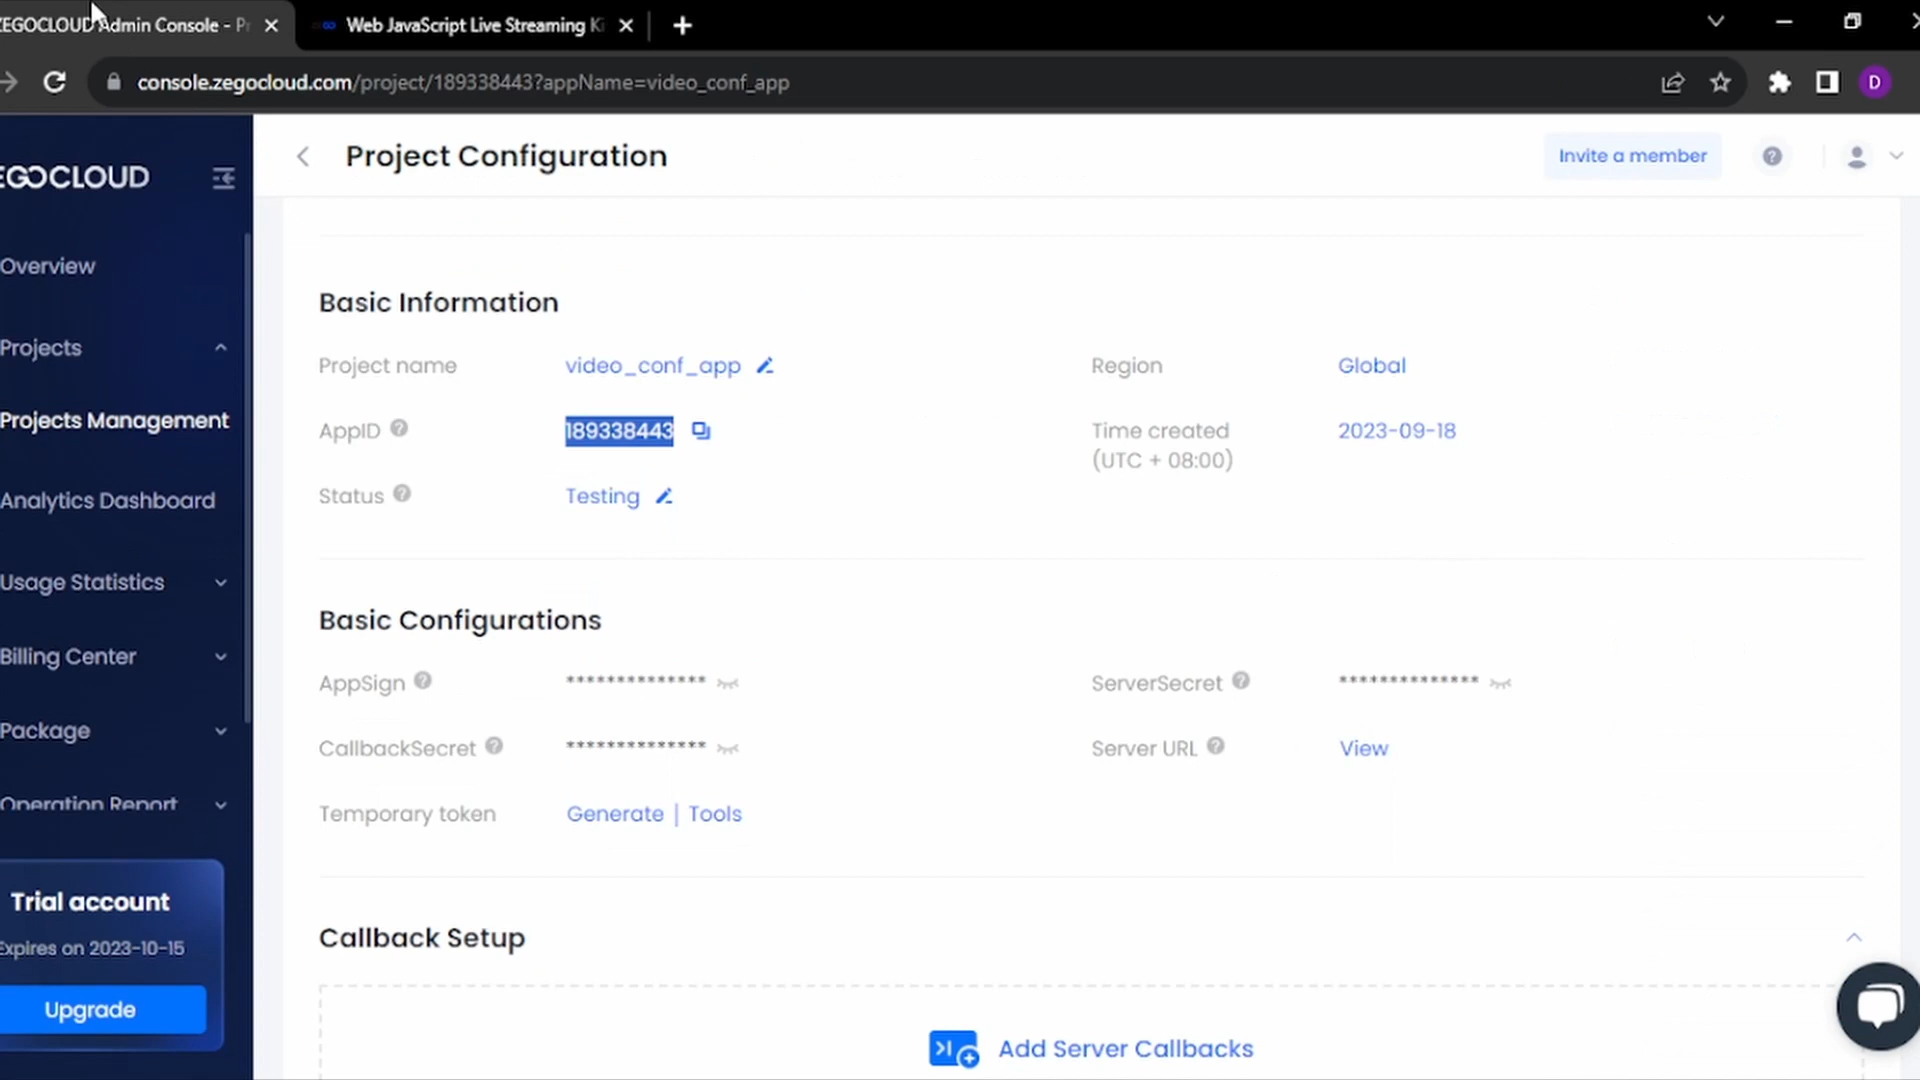 ZEGOCLOUD Admin Console - Pr
Web JavaScript Live Streaming Ki
console.zegocloud.com/project/189338443?appName=video_conf_app
D
EGOCLOUD
Project Configuration
Invite a member
Overview
Projects
Projects Management
Analytics Dashboard
Usage Statistics
Billing Center
Package
Operation Report
Trial account
Expires on 2023-10-15
Upgrade
Basic Information
Project name video_conf_app Region Global
AppID 189338443 Time created 2023-09-18
(UTC + 08:00)
Status Testing
Basic Configurations
AppSign ************** ServerSecret **************
CallbackSecret ************** Server URL View
Temporary token Generate | Tools
Callback Setup
Add Server Callbacks